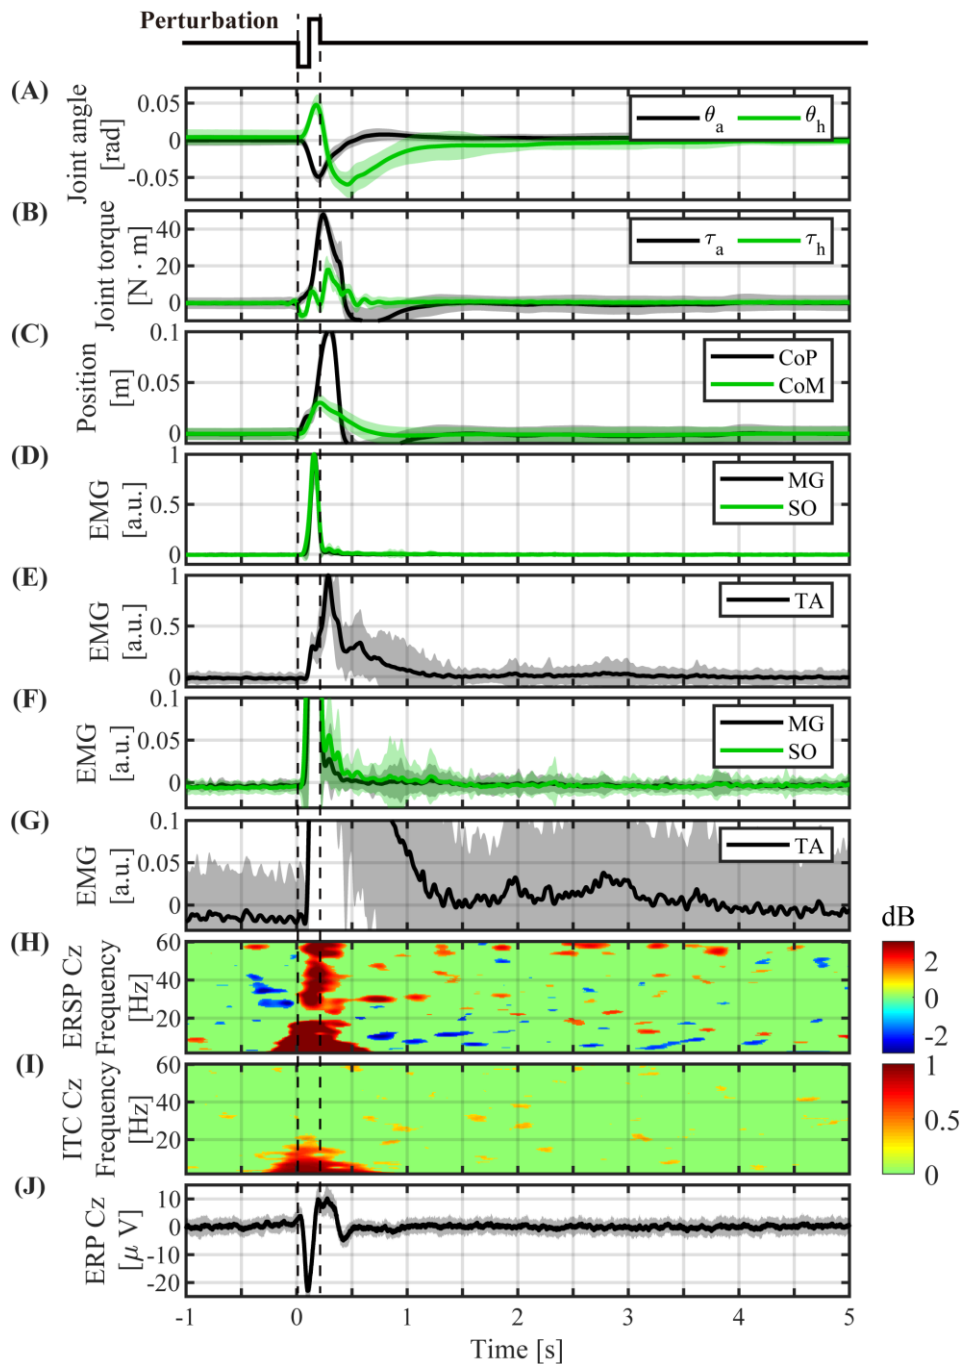 Perturbation
(A)
Joint angle
[rad]
0.05
0
-0.05
θa θh
(B)
Joint torque
[N · m]
40
20
0
τa τh
(C)
Position
[m]
0.1
0.05
0
CoP
CoM
(D)
EMG
[a.u.]
1
0.5
0
MG
SO
(E)
EMG
[a.u.]
1
0.5
0
TA
(F)
EMG
[a.u.]
0.1
0.05
0
MG
SO
(G)
EMG
[a.u.]
0.1
0.05
0
TA
(H)
ERSP Cz
Frequency
[Hz]
60
40
20
dB
2
0
-2
(I)
ITC Cz
Frequency
[Hz]
60
40
20
1
0.5
0
(J)
ERP Cz
[μ V]
10
0
-10
-20
-1 0 1 2 3 4 5
Time [s]